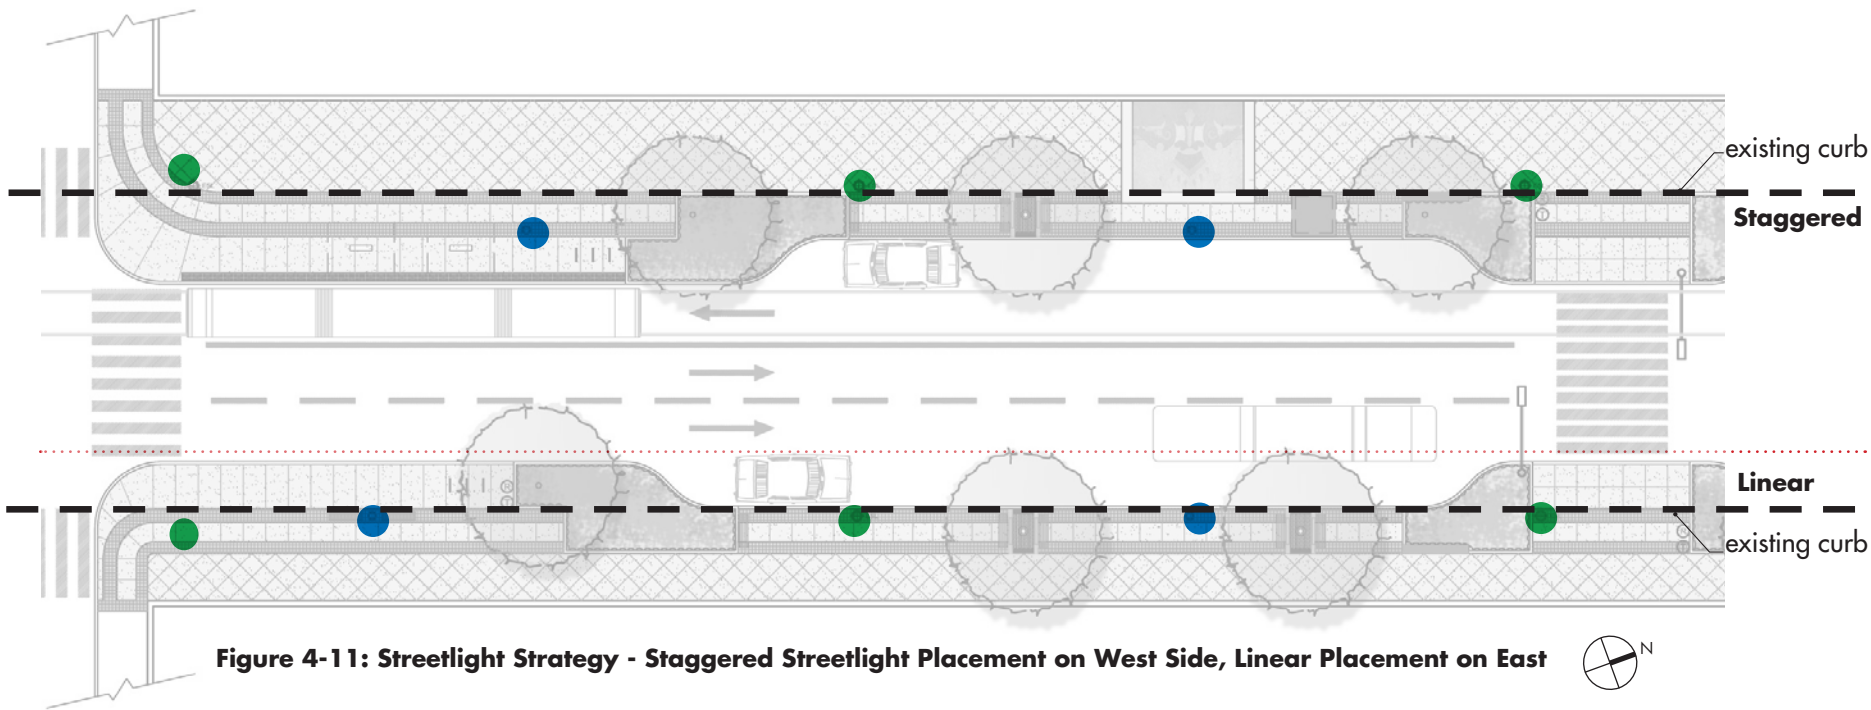 existing curb
Staggered
Linear
existing curb
Figure 4-11: Streetlight Strategy - Staggered Streetlight Placement on West Side, Linear Placement on East
N